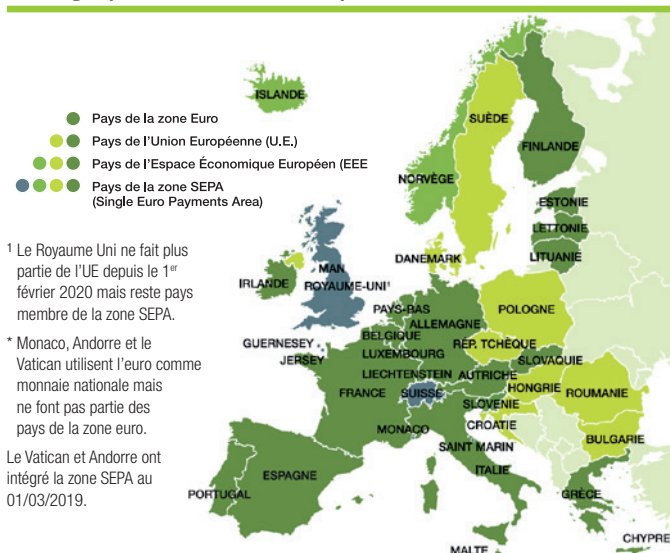 Pays de la zone Euro
Pays de l'Union Européenne (U.E.)
Pays de l'Espace Économique Européen (EEE
Pays de la zone SEPA
(Single Euro Payments Area)
¹ Le Royaume Uni ne fait plus
partie de l'UE depuis le 1er
février 2020 mais reste pays
membre de la zone SEPA.
* Monaco, Andorre et le
Vatican utilisent l'euro comme
monnaie nationale mais
ne font pas partie des
pays de la zone euro.
Le Vatican et Andorre ont
intégré la zone SEPA au
01/03/2019.
ISLANDE
SUÈDE
FINLANDE
NORVÈGE
ESTONIE
LETTONIE
LITUANIE
DANEMARK
MAN
IRLANDE
ROYAUME-UNI¹
PAYS-BAS
POLOGNE
ALLEMAGNE
BELGIQUE
GUERNESEY
RÉP. TCHÈQUE
JERSEY
LUXEMBOURG
SLOVAQUIE
LIECHTENSTEIN
AUTRICHE
FRANCE
SUISSE
HONGRIE
ROUMANIE
SLOVENIE
CROATIE
MONACO
BULGARIE
SAINT MARIN
ITALIE
ESPAGNE
PORTUGAL
GRÈCE
CHYPRE
MALTE